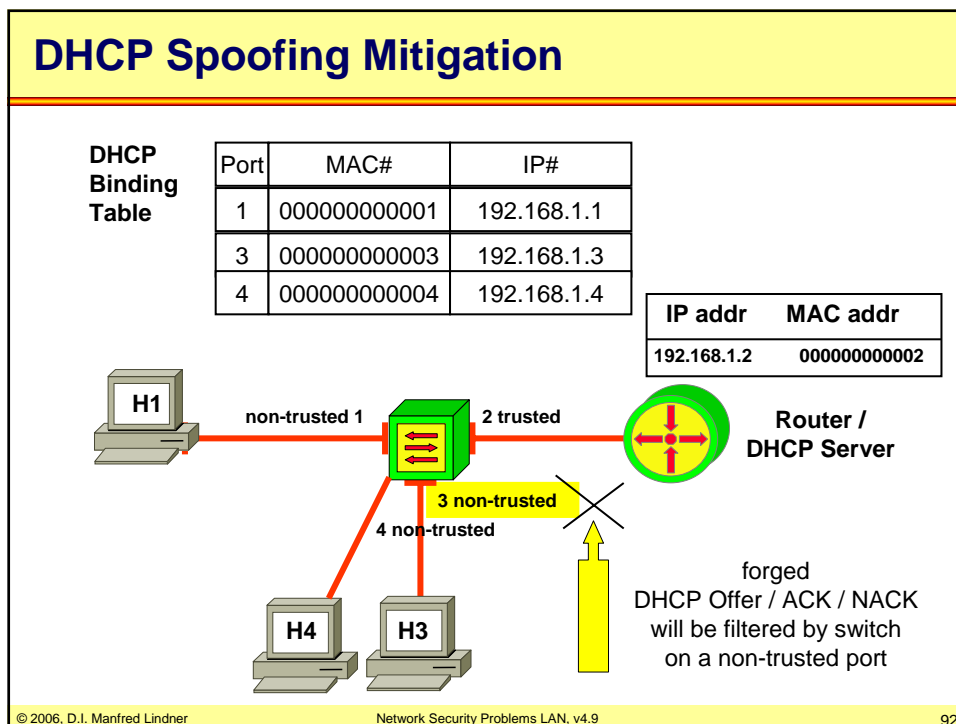 DHCP Spoofing Mitigation
DHCP
Binding
Table
Port MAC# IP#
1 000000000001 192.168.1.1
3 000000000003 192.168.1.3
4 000000000004 192.168.1.4
IP addr MAC addr
192.168.1.2 000000000002
H1
non-trusted 1
2 trusted
Router /
DHCP Server
3 non-trusted
4 non-trusted
H4
H3
forged
DHCP Offer / ACK / NACK
will be filtered by switch
on a non-trusted port
© 2006, D.I. Manfred Lindner
Network Security Problems LAN, v4.9
92